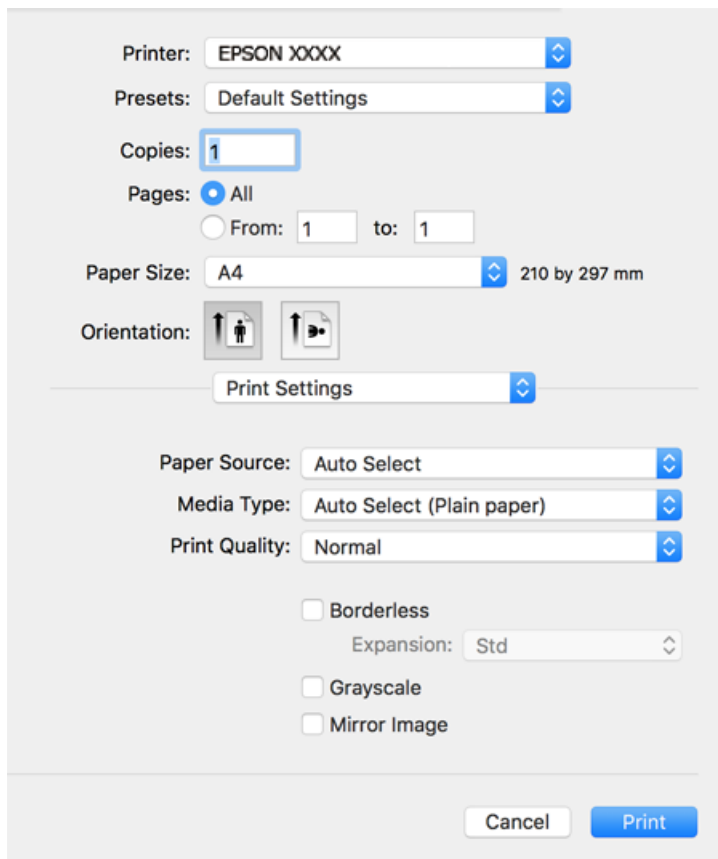 Printer: EPSON XXXX
Presets: Default Settings
Copies: 1
Pages: All
From: 1 to: 1
Paper Size: A4 210 by 297 mm
Orientation:
Print Settings
Paper Source: Auto Select
Media Type: Auto Select (Plain paper)
Print Quality: Normal
Borderless
Expansion: Std
Grayscale
Mirror Image
Cancel Print